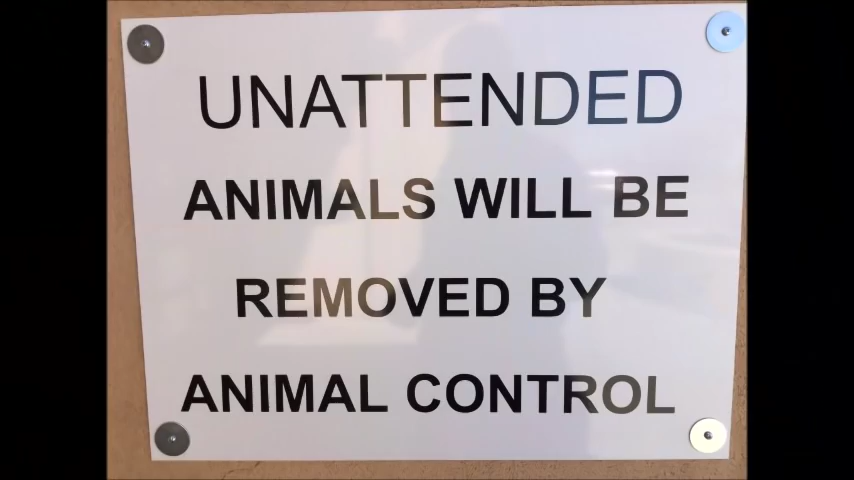 UNATTENDED
ANIMALS WILL BE
REMOVED BY
ANIMAL CONTROL